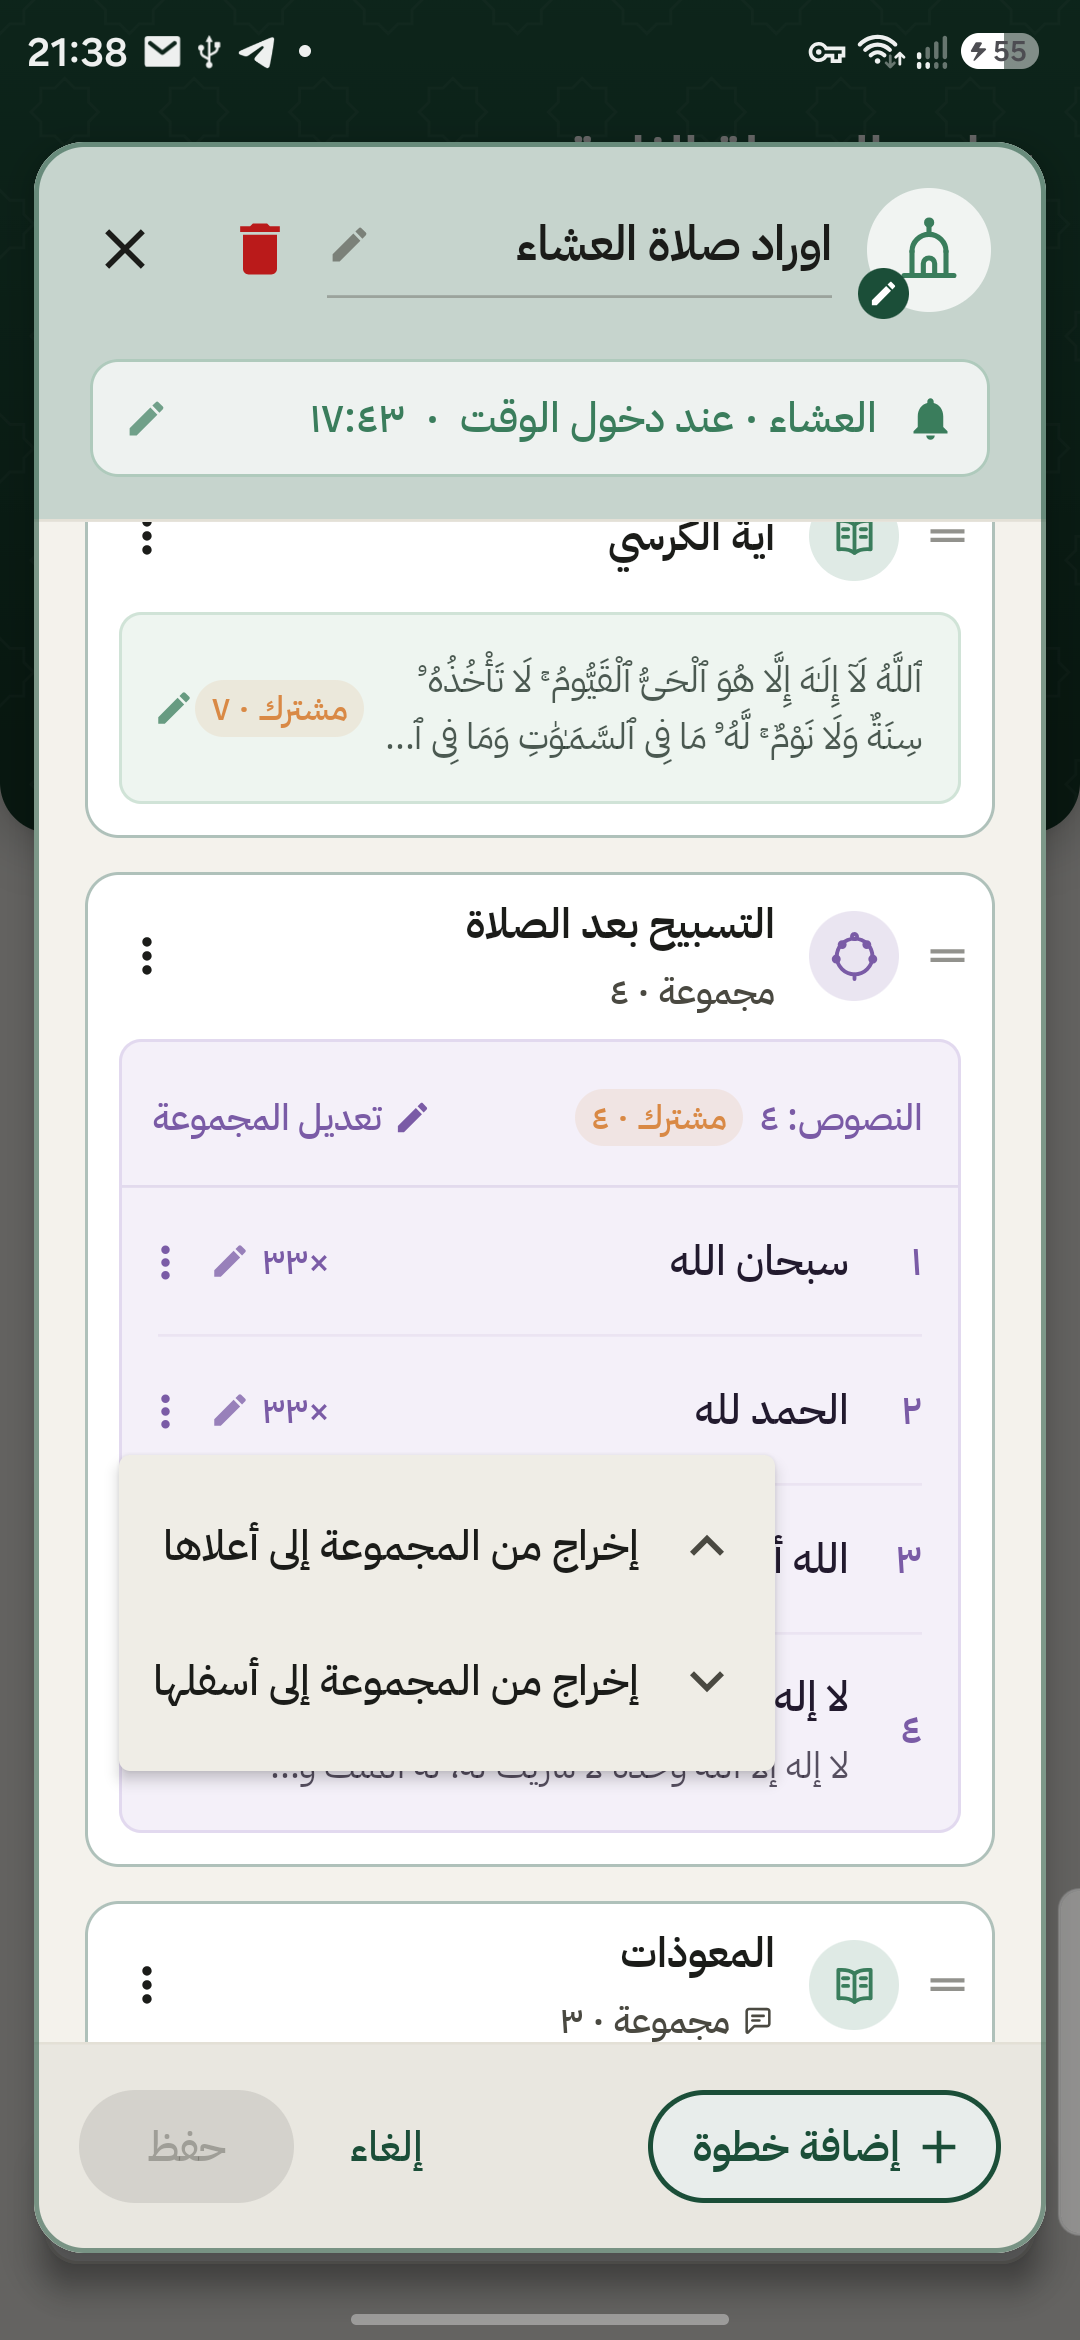 21:38
55
اوراد صلاة العشاء
العشاء · عند دخول الوقت · ١٧:٤٣
آية الكرسي
ٱللَّهُ لَآ إِلَـٰهَ إِلَّا هُوَ ٱلْحَىُّ ٱلْقَيُّومُ ۚ لَا تَأْخُذُهُۥ
سِنَةٌ وَلَا نَوْمٌ ۚ لَّهُۥ مَا فِى ٱلسَّمَـٰوَٰتِ وَمَا فِى ٱ...
مشترك · ٧
التسبيح بعد الصلاة
مجموعة · ٤
النصوص: ٤
مشترك · ٤
تعديل المجموعة
١ سبحان الله ×٣٣
٢ الحمد لله ×٣٣
٣ الله
إخراج من المجموعة إلى أعلاها
٤ لا إله
إخراج من المجموعة إلى أسفلها
لا إله إلا الله وحده لا شريك له، له الملك و...
المعوذات
مجموعة · ٣
إضافة خطوة
إلغاء
حفظ